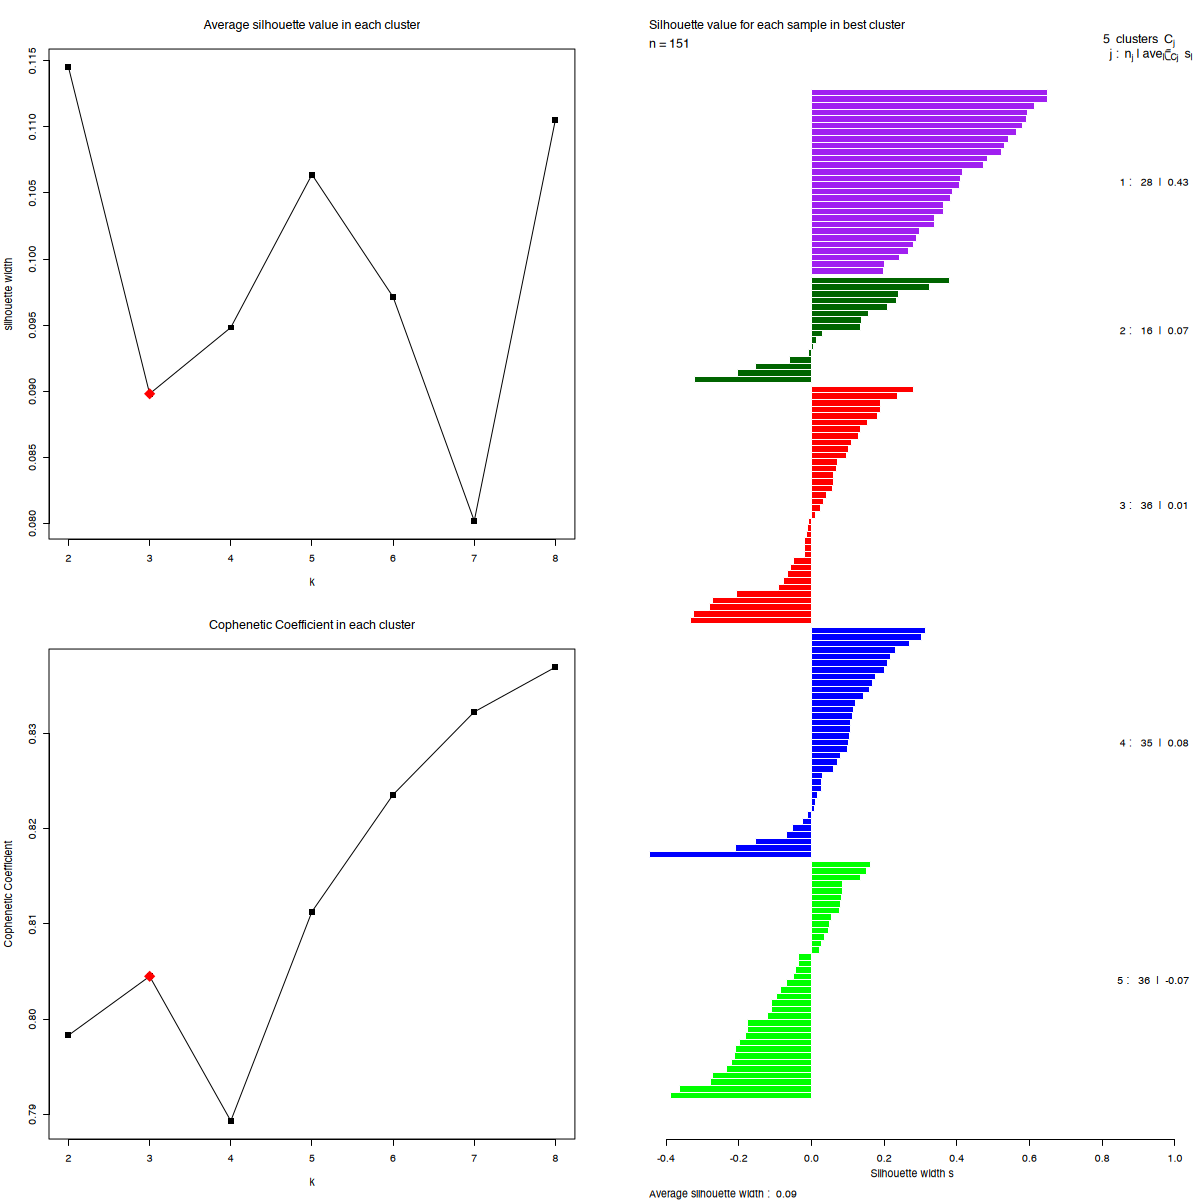 Average silhouette value in each cluster
silhouette width
0.115
0.110
0.105
0.100
0.095
0.090
0.085
0.080
2 3 4 5 6 7 8
k
Cophenetic Coefficient in each cluster
Cophenetic Coefficient
0.83
0.82
0.81
0.80
0.79
2 3 4 5 6 7 8
k
Silhouette value for each sample in best cluster
n = 151
5 clusters Cj
j : nj | avei∈Cj si
1 : 28 | 0.43
2 : 16 | 0.07
3 : 36 | 0.01
4 : 35 | 0.08
5 : 36 | -0.07
-0.4 -0.2 0.0 0.2 0.4 0.6 0.8 1.0
Silhouette width s
Average silhouette width : 0.09